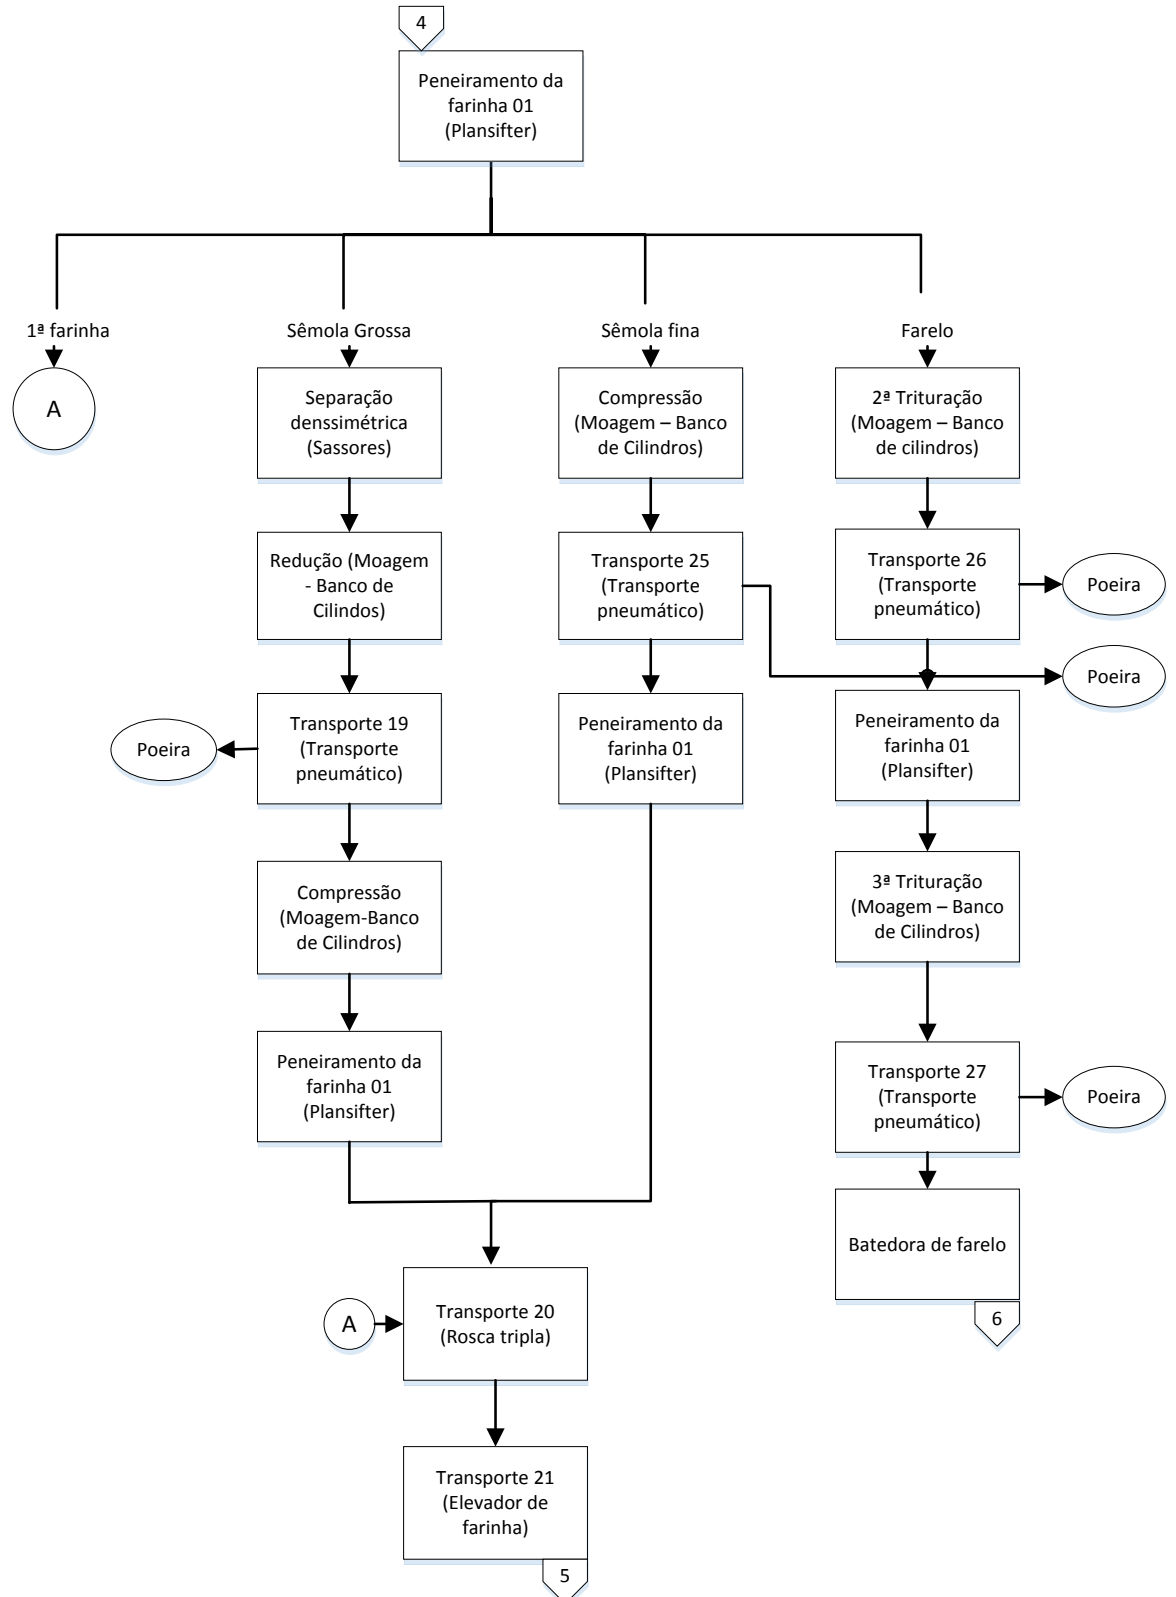 4
Peneiramento da
farinha 01
(Plansifter)
1ª farinha
Sêmola Grossa
Sêmola fina
Farelo
A
Separação
denssimétrica
(Sassores)
Compressão
(Moagem – Banco
de Cilindros)
2ª Trituração
(Moagem – Banco
de cilindros)
Redução (Moagem
- Banco de
Cilindos)
Transporte 25
(Transporte
pneumático)
Transporte 26
(Transporte
pneumático)
Poeira
Poeira
Transporte 19
(Transporte
pneumático)
Poeira
Peneiramento da
farinha 01
(Plansifter)
Peneiramento da
farinha 01
(Plansifter)
Compressão
(Moagem-Banco
de Cilindros)
3ª Trituração
(Moagem – Banco
de Cilindros)
Peneiramento da
farinha 01
(Plansifter)
Transporte 27
(Transporte
pneumático)
Poeira
Batedora de farelo
6
A
Transporte 20
(Rosca tripla)
Transporte 21
(Elevador de
farinha)
5